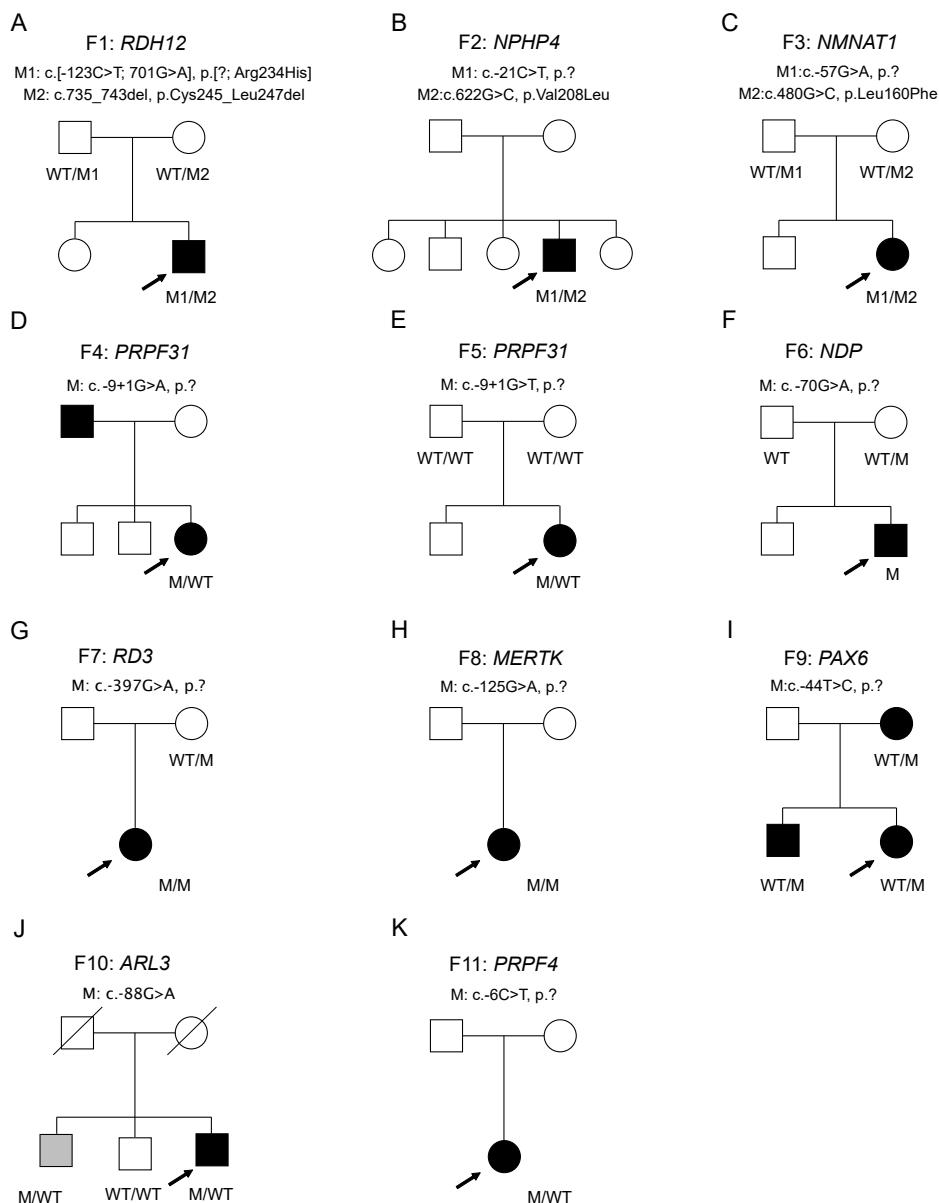 A
F1: RDH12
M1: c.[-123C>T; 701G>A], p.[?; Arg234His]
M2: c.735_743del, p.Cys245_Leu247del
WT/M1 WT/M2
M1/M2
B
F2: NPHP4
M1: c.-21C>T, p.?
M2:c.622G>C, p.Val208Leu
M1/M2
C
F3: NMNAT1
M1:c.-57G>A, p.?
M2:c.480G>C, p.Leu160Phe
WT/M1 WT/M2
M1/M2
D
F4: PRPF31
M: c.-9+1G>A, p.?
M/WT
E
F5: PRPF31
M: c.-9+1G>T, p.?
WT/WT WT/WT
M/WT
F
F6: NDP
M: c.-70G>A, p.?
WT WT/M
M
G
F7: RD3
M: c.-397G>A, p.?
WT/M
M/M
H
F8: MERTK
M: c.-125G>A, p.?
M/M
I
F9: PAX6
M:c.-44T>C, p.?
WT/M
WT/M WT/M
J
F10: ARL3
M: c.-88G>A
M/WT WT/WT M/WT
K
F11: PRPF4
M: c.-6C>T, p.?
M/WT